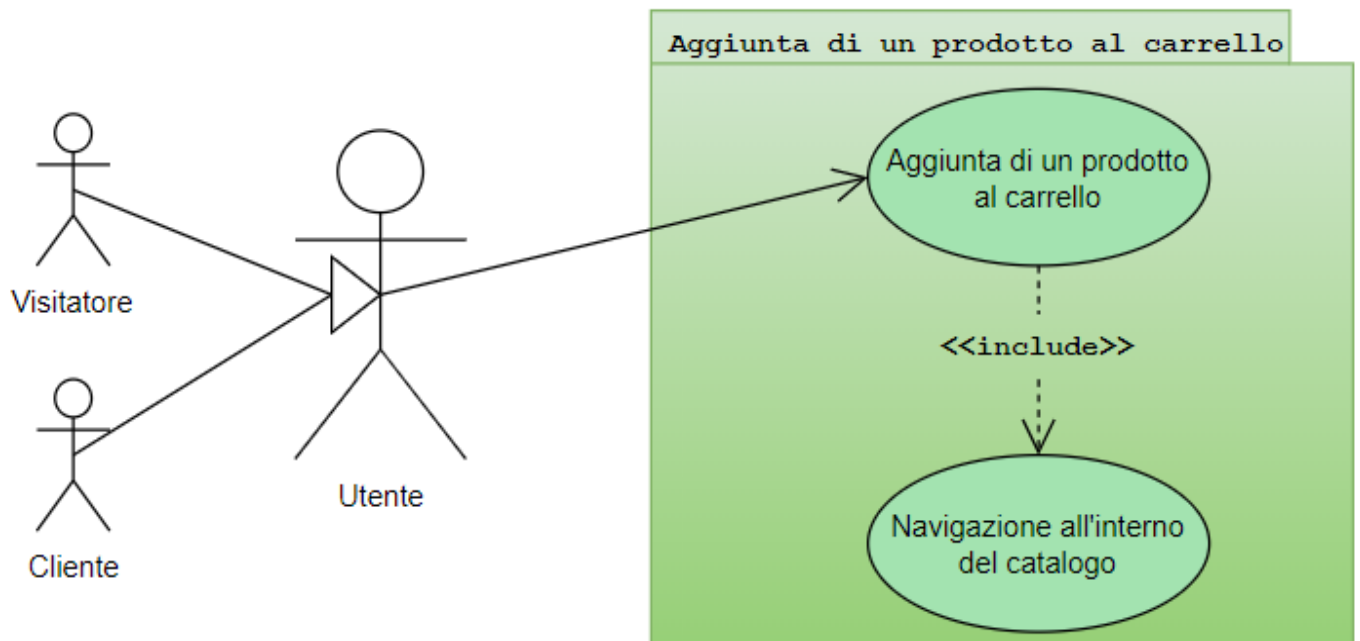 Aggiunta di un prodotto al carrello
Aggiunta di un prodotto
al carrello
Visitatore
<<include>>
Utente
Navigazione all'interno
del catalogo
Cliente